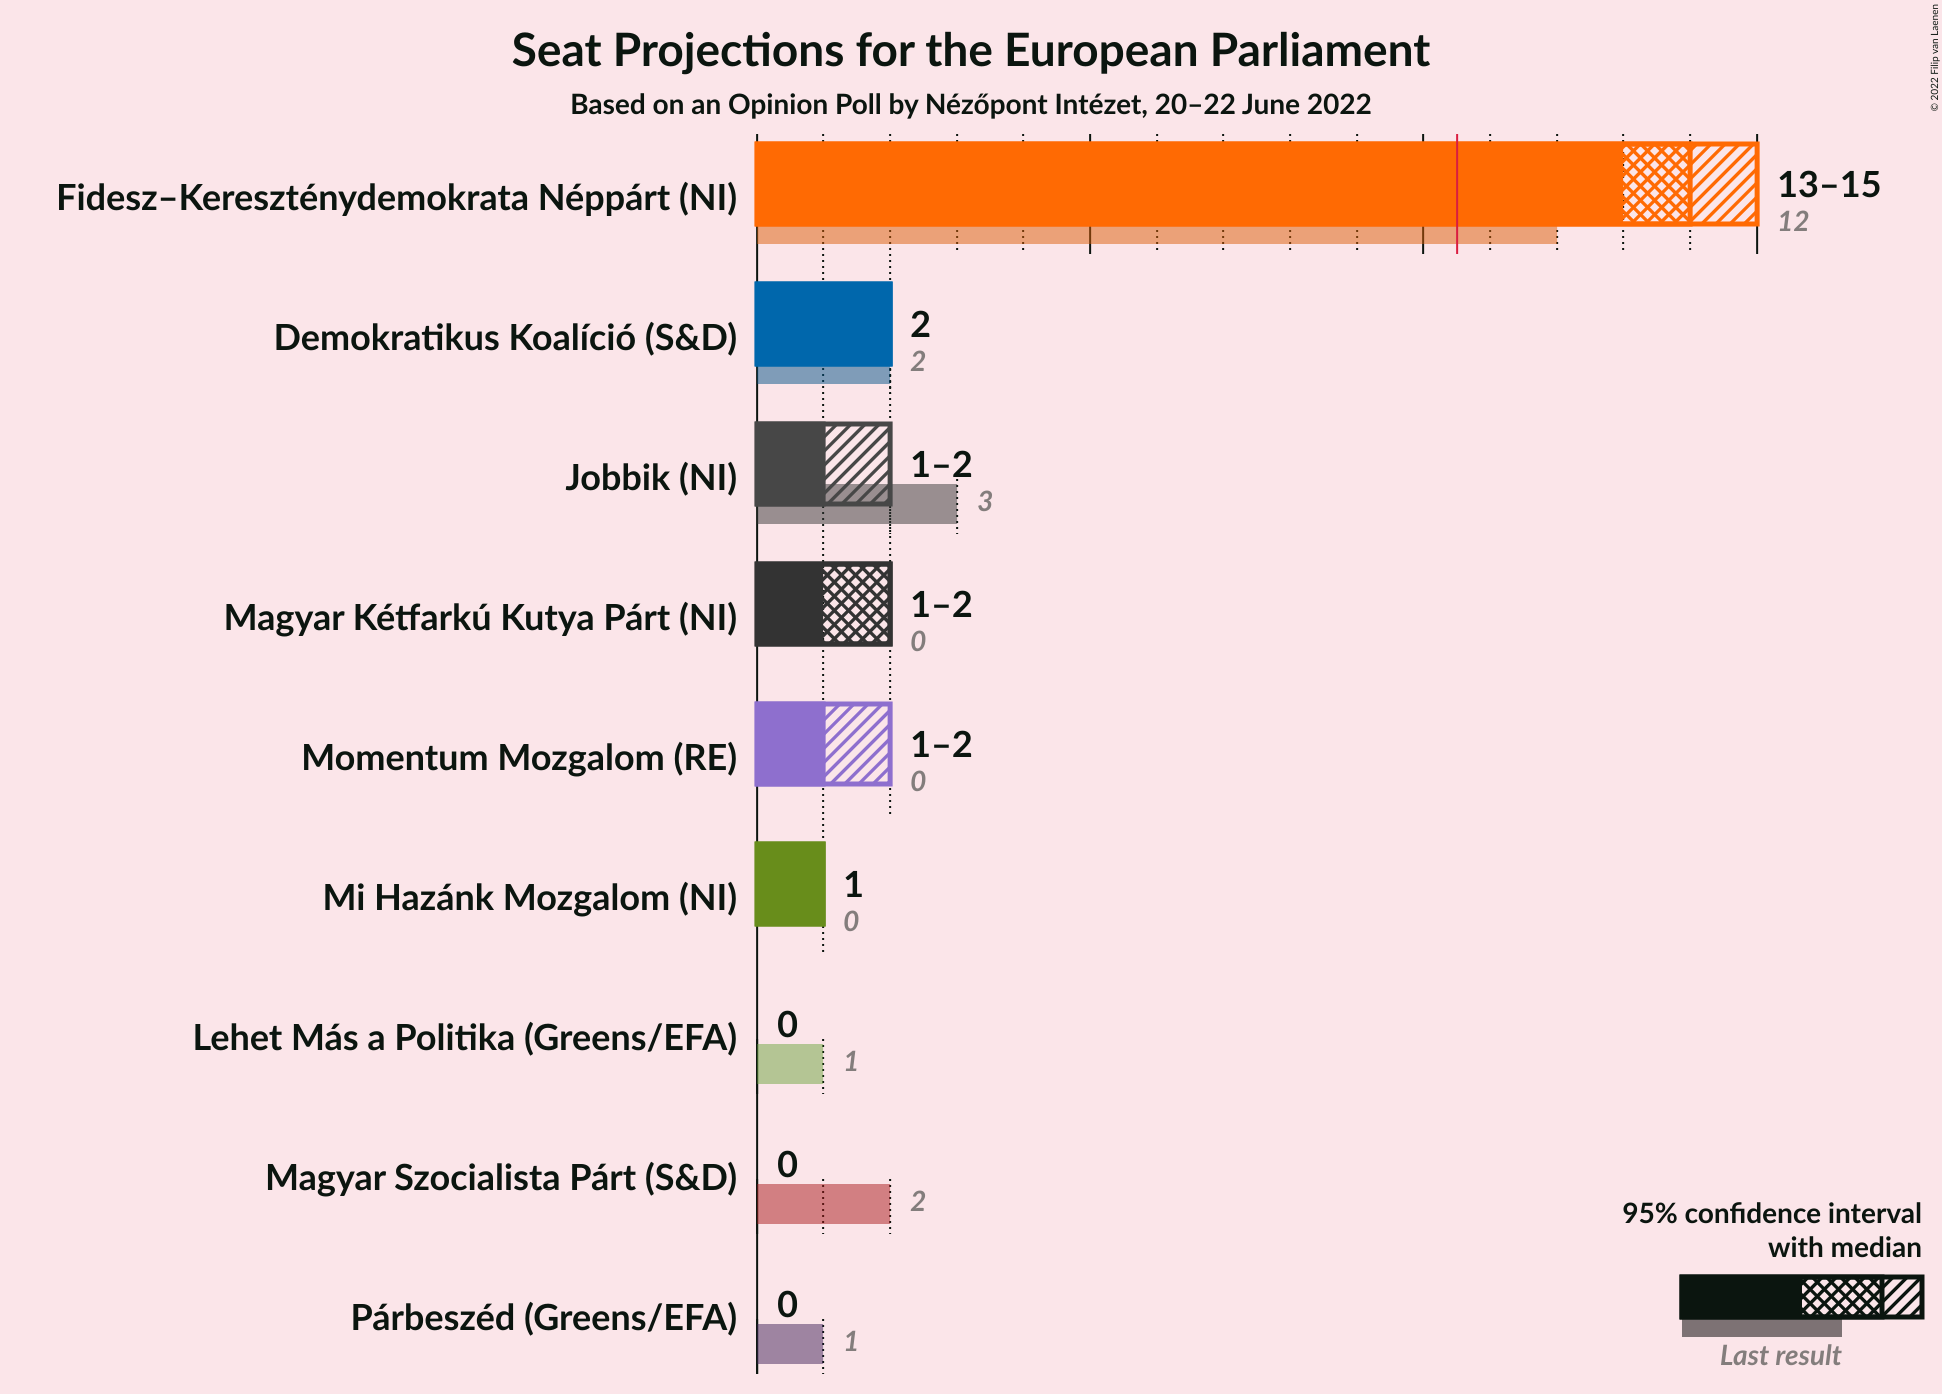 Seat Projections for the European Parliament
Based on an Opinion Poll by Nézőpont Intézet, 20–22 June 2022
© 2022 Filip van Laenen
Fidesz–Kereszténydemokrata Néppárt (NI)
13–15
12
Demokratikus Koalíció (S&D)
2
2
Jobbik (NI)
1–2
3
Magyar Kétfarkú Kutya Párt (NI)
1–2
0
Momentum Mozgalom (RE)
1–2
0
Mi Hazánk Mozgalom (NI)
1
0
Lehet Más a Politika (Greens/EFA)
0
1
Magyar Szocialista Párt (S&D)
0
2
Párbeszéd (Greens/EFA)
0
1
95% confidence interval
with median
Last result